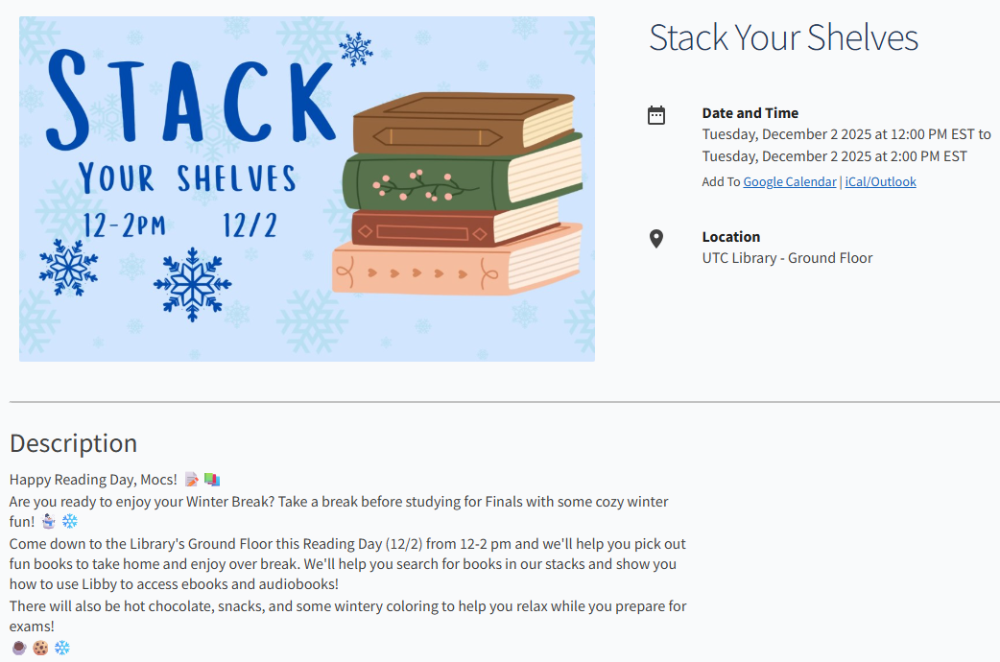 STACK
YOUR SHELVES
12-2PM 12/2
Stack Your Shelves
Date and Time
Tuesday, December 2 2025 at 12:00 PM EST to
Tuesday, December 2 2025 at 2:00 PM EST
Add To Google Calendar | iCal/Outlook
Location
UTC Library - Ground Floor
Description
Happy Reading Day, Mocs! 📝 📚
Are you ready to enjoy your Winter Break? Take a break before studying for Finals with some cozy winter
fun! ⛄ ❄️
Come down to the Library's Ground Floor this Reading Day (12/2) from 12-2 pm and we'll help you pick out
fun books to take home and enjoy over break. We'll help you search for books in our stacks and show you
how to use Libby to access ebooks and audiobooks!
There will also be hot chocolate, snacks, and some wintery coloring to help you relax while you prepare for
exams!
☕ 🍪 ❄️